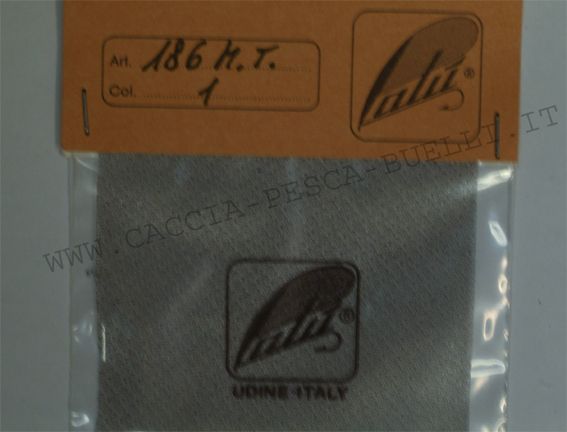 Art. 186 M.T.
Col. 1
®
WWW.CACCIA-PESCA-BUELLI.IT
®
UDINE-ITALY